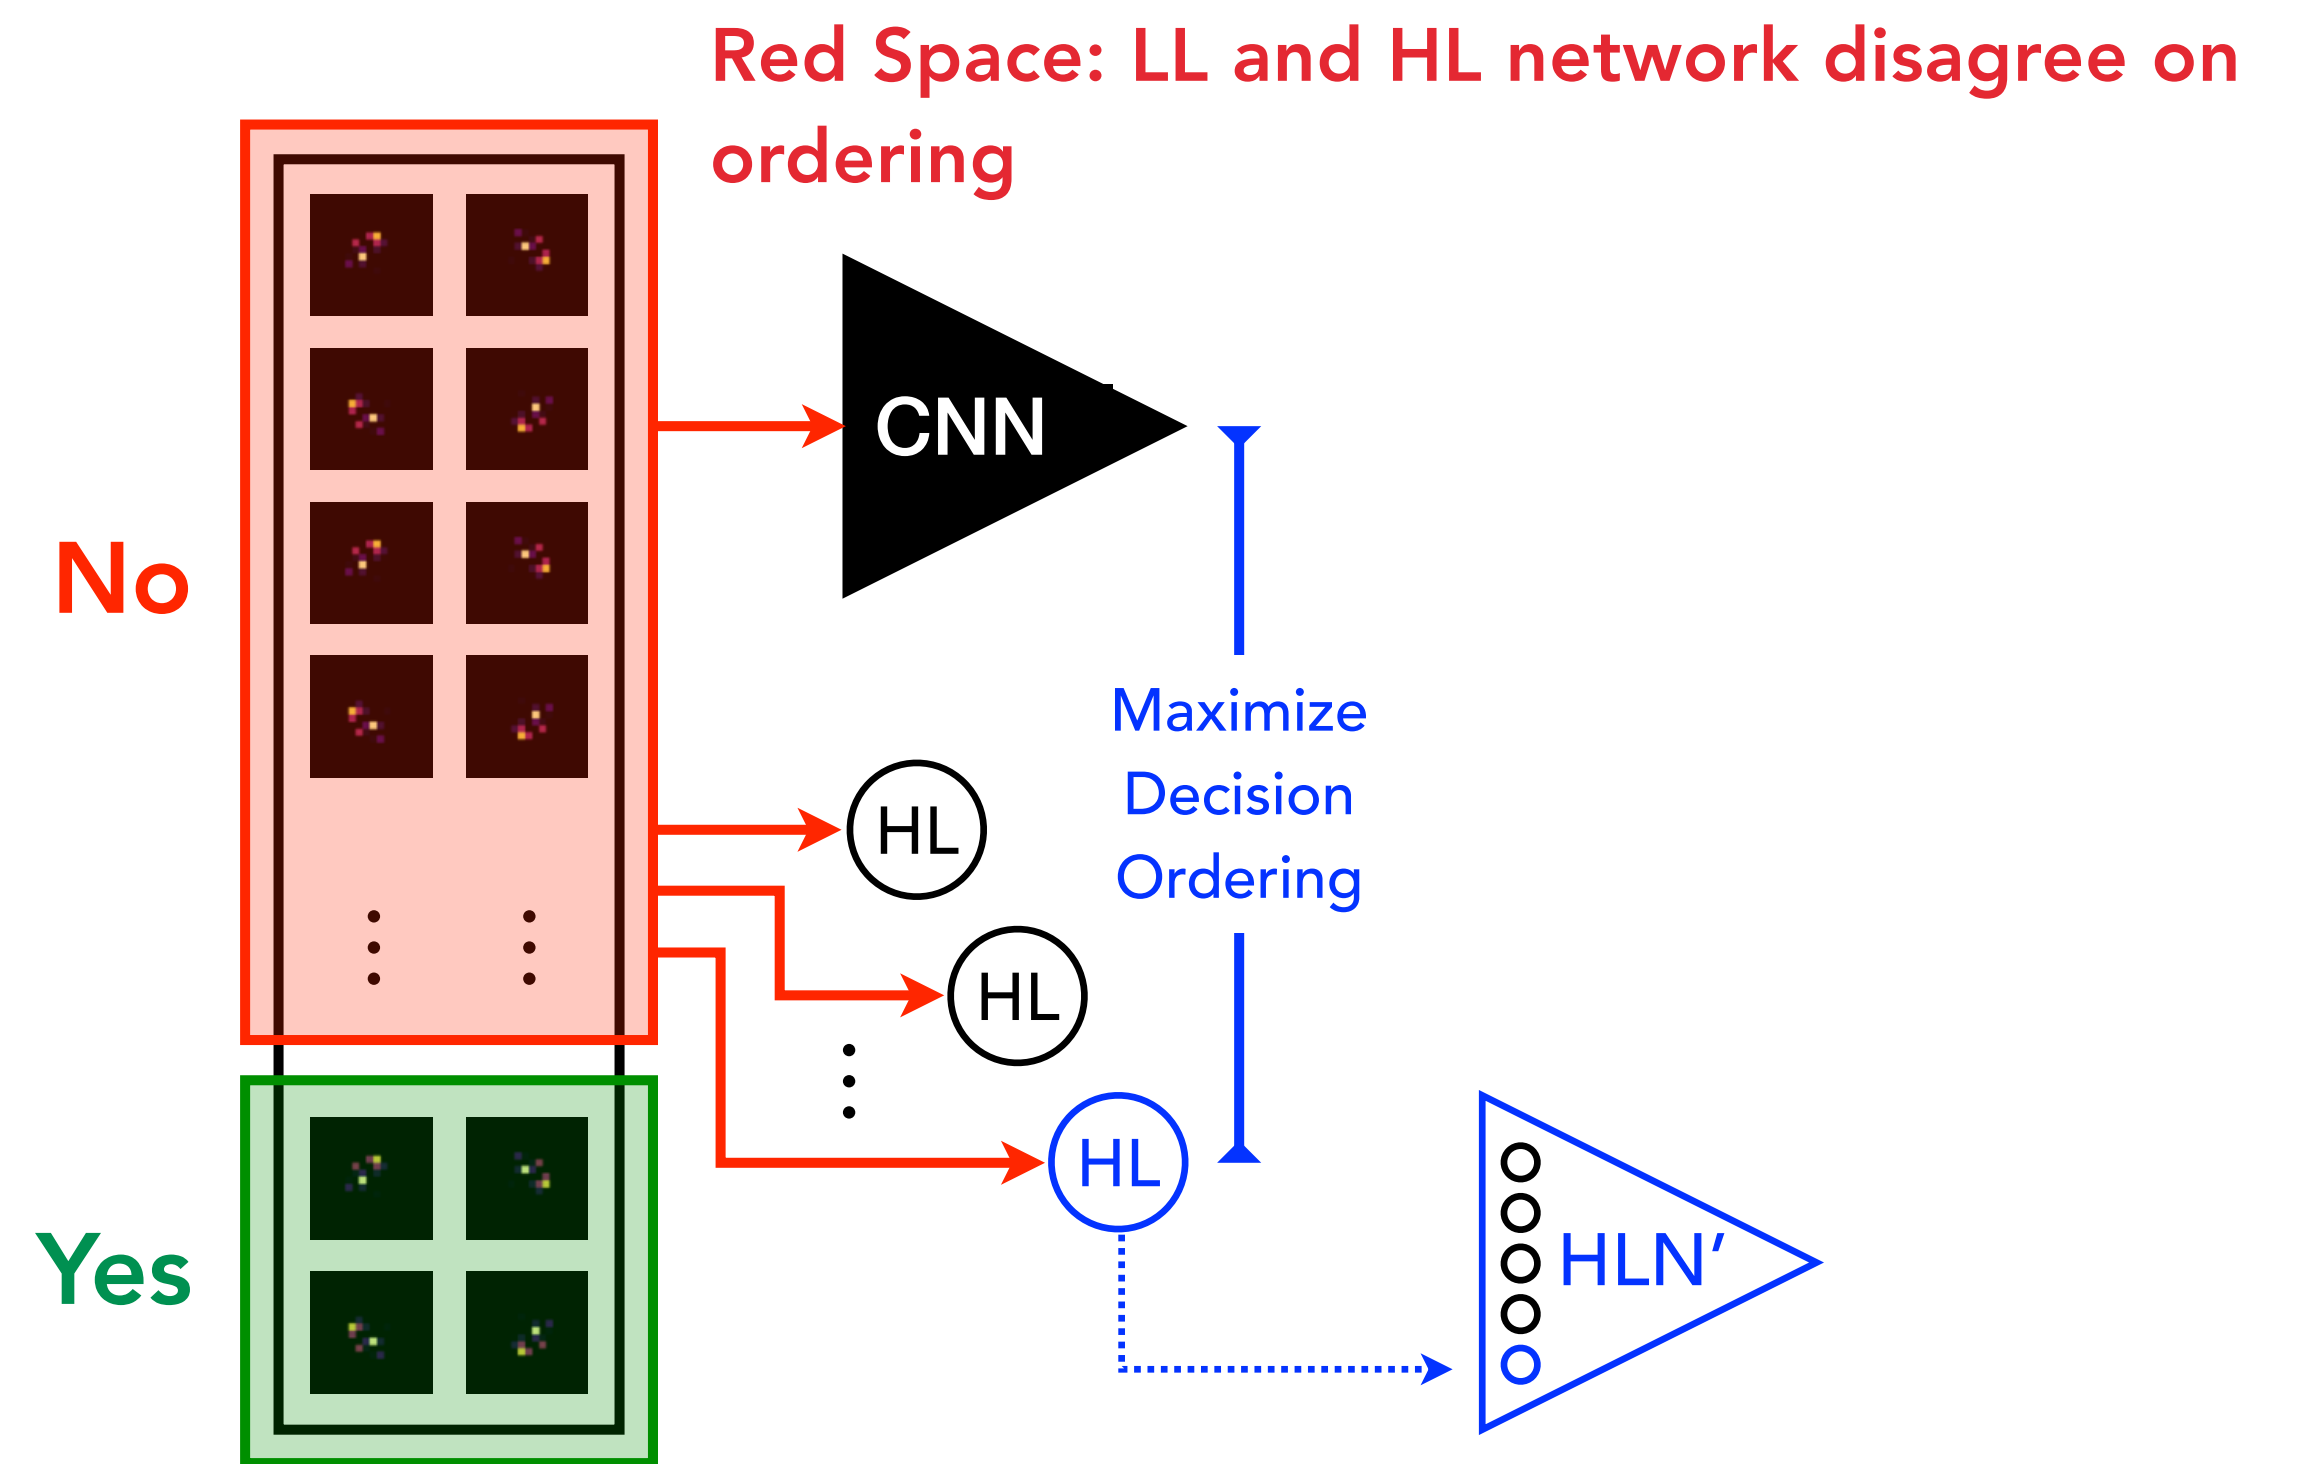 Red Space: LL and HL network disagree on
ordering
No
CNN
Maximize
Decision
Ordering
HL
HL
HL
Yes
HLN’